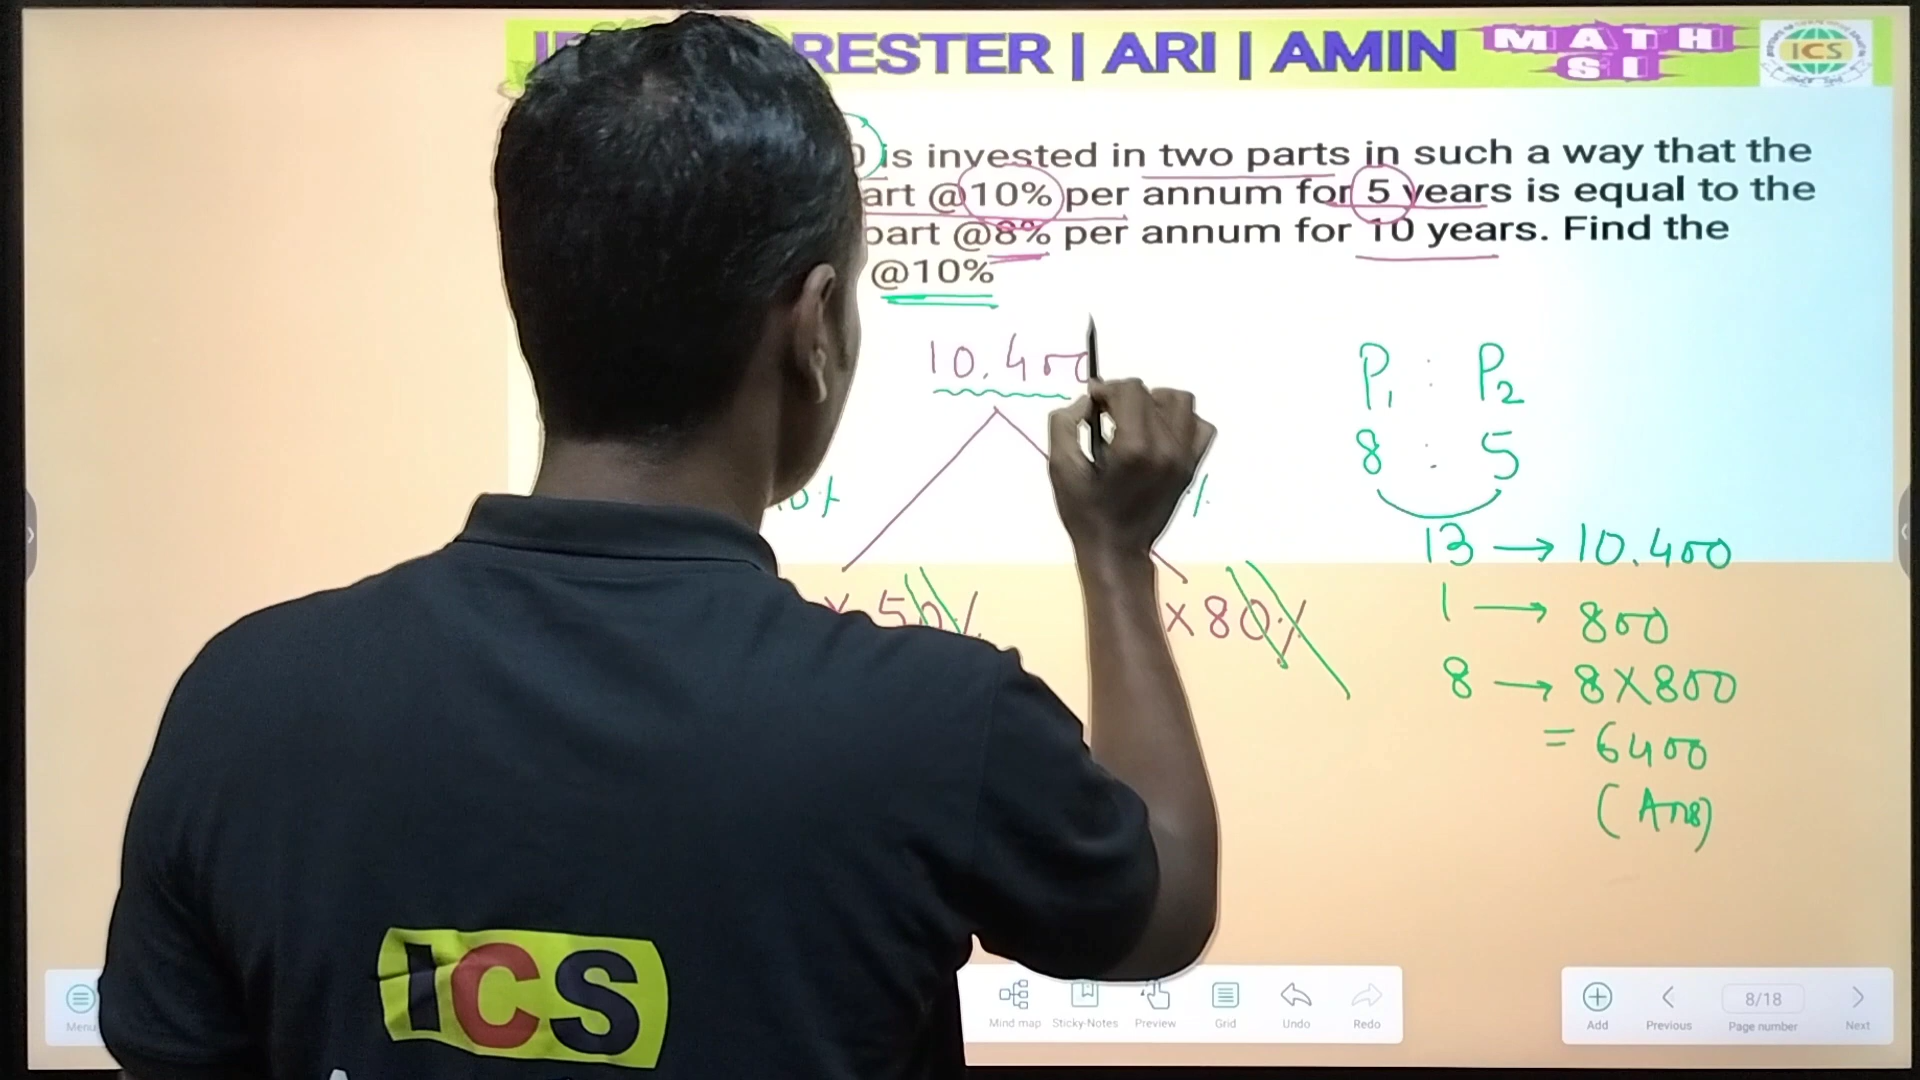 RESTER | ARI | AMIN
MATH
SI
ICS
is invested in two parts in such a way that the
art @10% per annum for 5 years is equal to the
part @8% per annum for 10 years. Find the
@10%
10.400
P1 : P2
8 : 5
13 → 10.400
1 → 800
8 → 8×800
= 6400
(Ans)
× 50%
×80%
ICS
Menu
Mind map
Sticky Notes
Preview
Grid
Undo
Redo
Add
Previous
8/18
Page number
Next